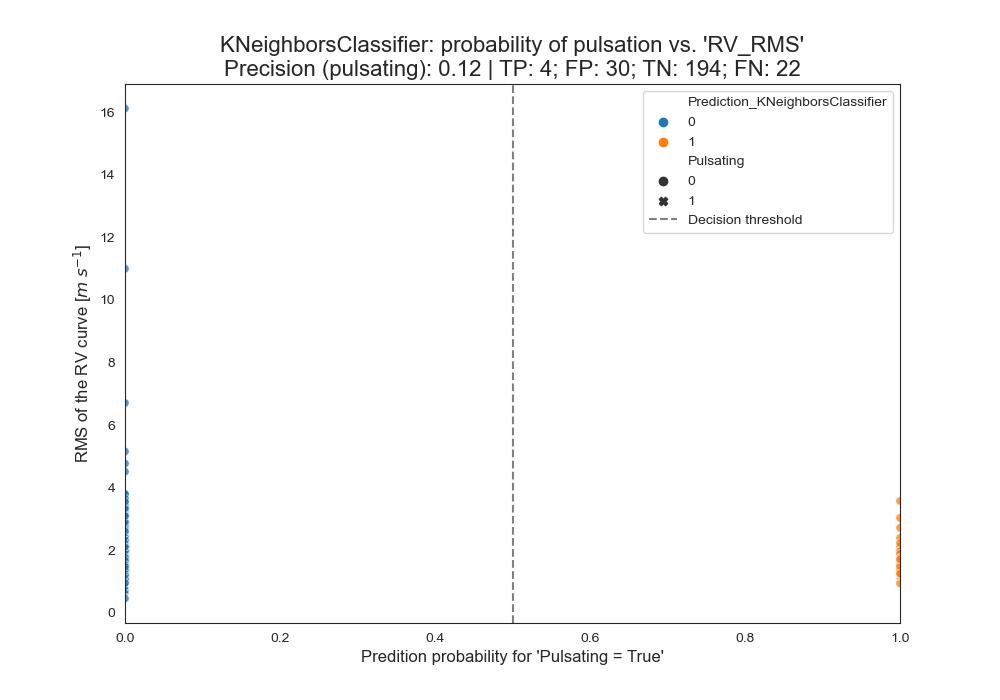 KNeighborsClassifier: probability of pulsation vs. 'RV_RMS'
Precision (pulsating): 0.12 | TP: 4; FP: 30; TN: 194; FN: 22
Prediction_KNeighborsClassifier
0
1
Pulsating
0
1
Decision threshold
RMS of the RV curve [m s⁻¹]
16
14
12
10
8
6
4
2
0
0.0 0.2 0.4 0.6 0.8 1.0
Predition probability for 'Pulsating = True'